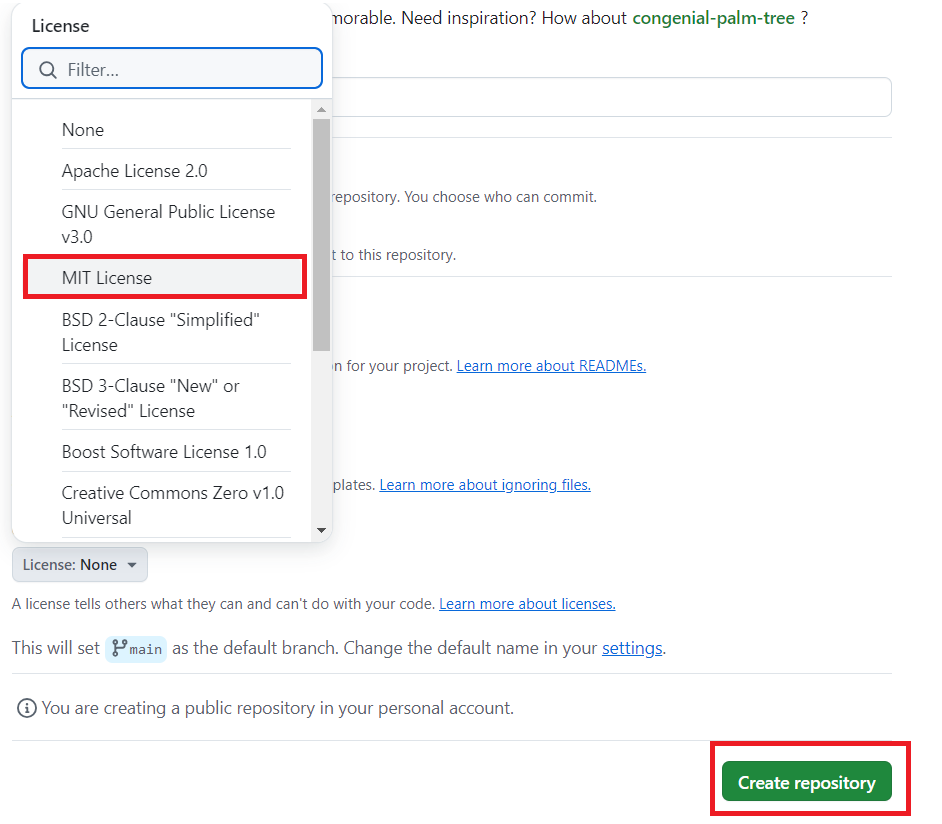 License
Filter...
None
Apache License 2.0
GNU General Public License
v3.0
MIT License
BSD 2-Clause "Simplified"
License
BSD 3-Clause "New" or
"Revised" License
Boost Software License 1.0
Creative Commons Zero v1.0
Universal
morable. Need inspiration? How about congenial-palm-tree ?
repository. You choose who can commit.
t to this repository.
n for your project. Learn more about READMEs.
plates. Learn more about ignoring files.
License: None
A license tells others what they can and can't do with your code. Learn more about licenses.
This will set main as the default branch. Change the default name in your settings.
You are creating a public repository in your personal account.
Create repository